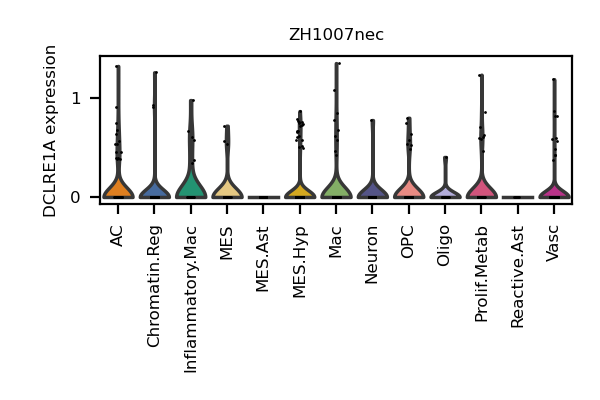 ZH1007nec
DCLRE1A expression
1
0
AC
Chromatin.Reg
Inflammatory.Mac
MES
MES.Ast
MES.Hyp
Mac
Neuron
OPC
Oligo
Prolif.Metab
Reactive.Ast
Vasc